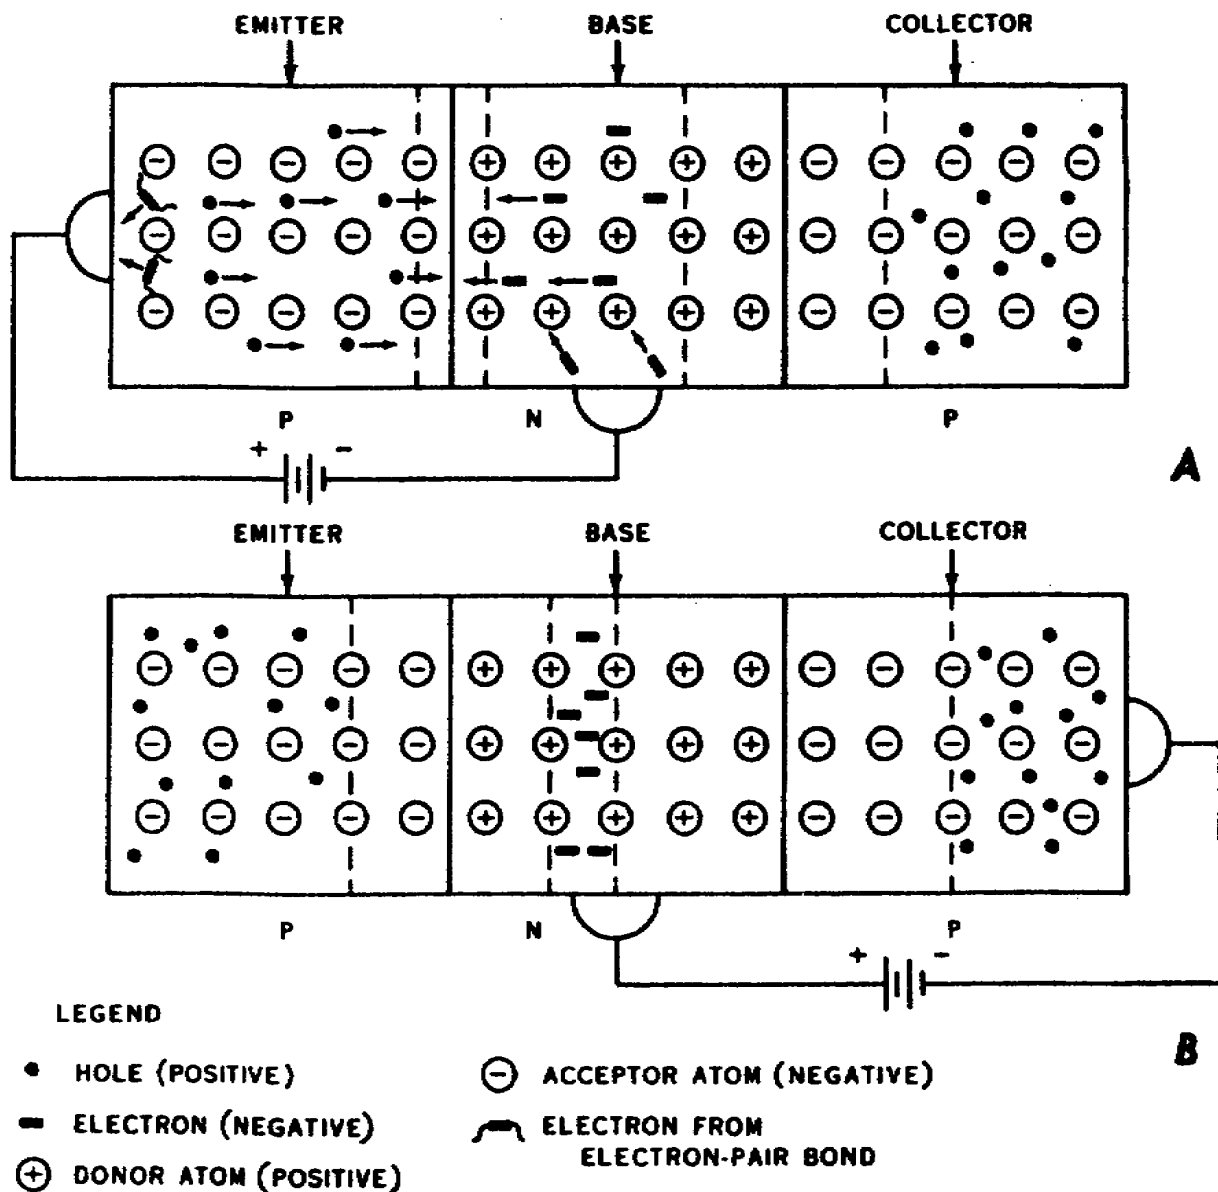 EMITTER BASE COLLECTOR
P N P
+ −
A
EMITTER BASE COLLECTOR
P N P
+ −
B
LEGEND
HOLE (POSITIVE)
ELECTRON (NEGATIVE)
+ DONOR ATOM (POSITIVE)
− ACCEPTOR ATOM (NEGATIVE)
ELECTRON FROM
ELECTRON-PAIR BOND